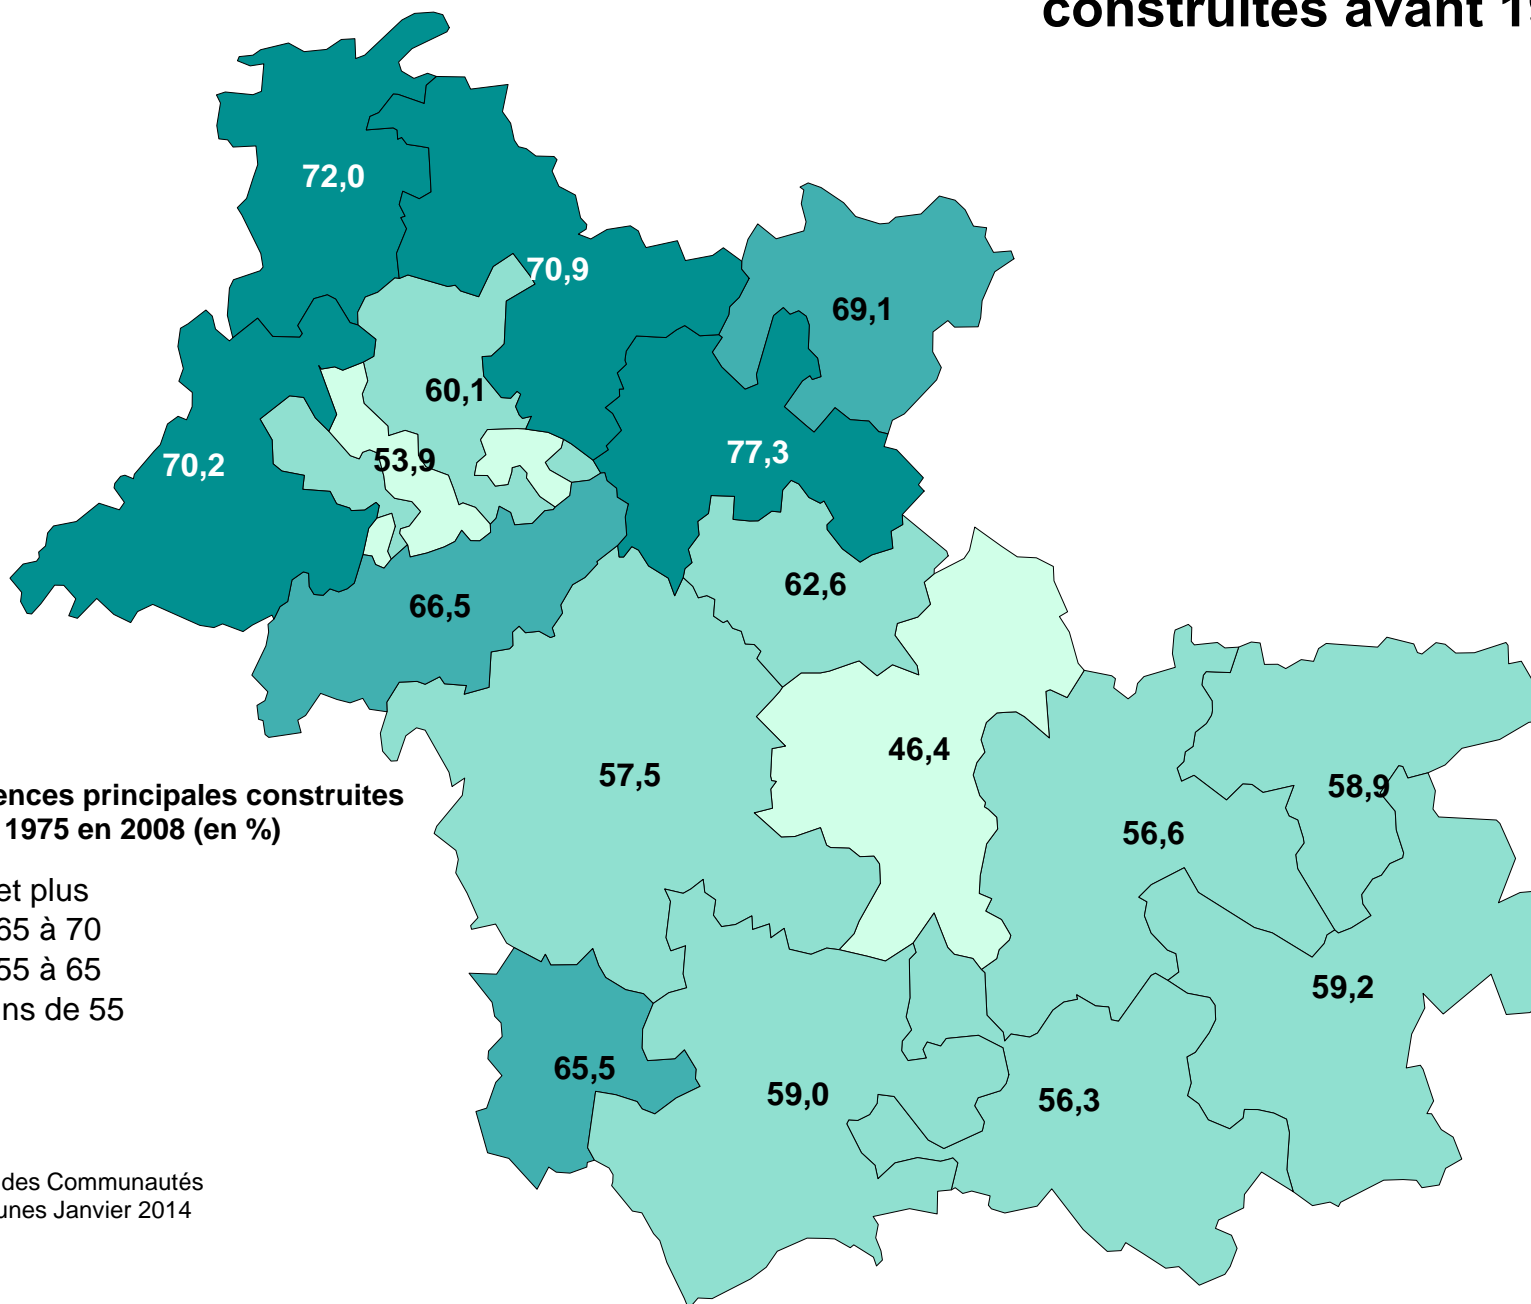 construites avant 19
72,0
70,9
69,1
60,1
77,3
70,2
53,9
62,6
66,5
46,4
57,5
58,9
56,6
59,2
65,5
59,0
56,3
ences principales construites
1975 en 2008 (en %)
et plus
65 à 70
55 à 65
ns de 55
des Communautés
unes Janvier 2014